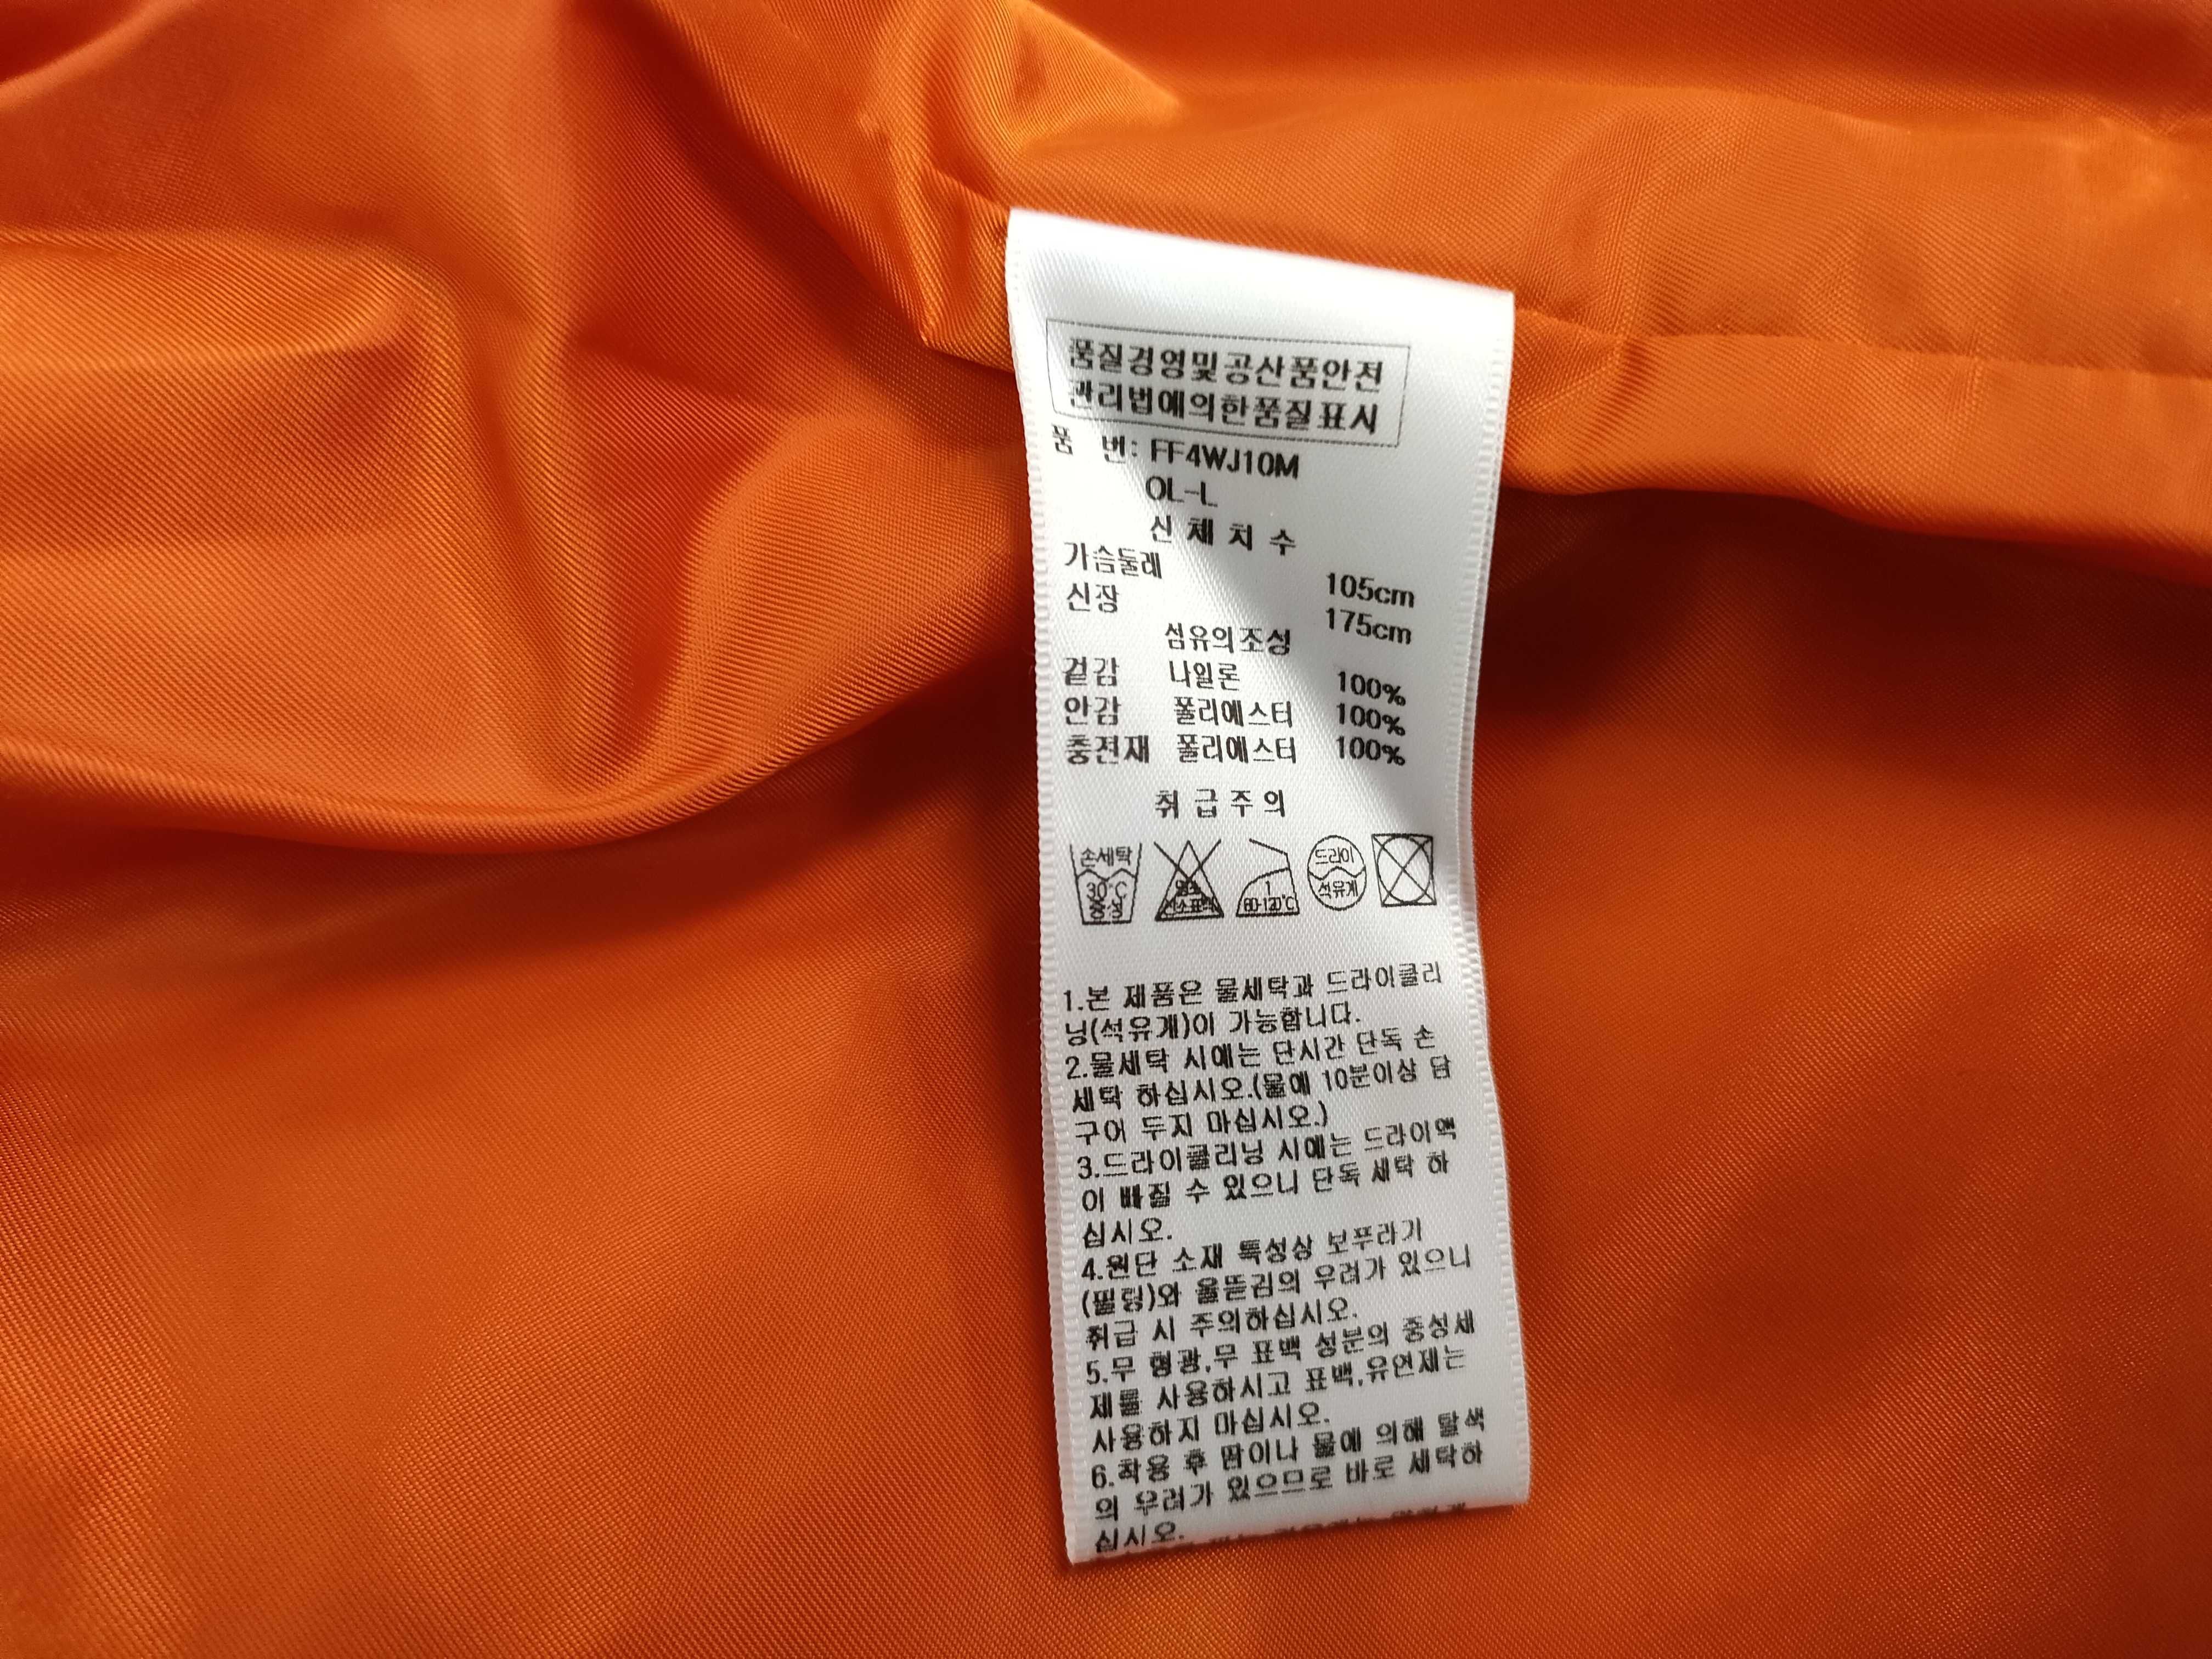 품질경영및공산품안전
관리법에의한품질표시
품 번: FF4WJ10M
OL-L
신 체 치 수
가슴둘레 105cm
신장 175cm
섬유의조성
겉감 나일론 100%
안감 폴리에스터 100%
충전재 폴리에스터 100%
취 급 주 의
손세탁
30°C
중성
염소
산소표백
1
80-120°C
드라이
석유계
1.본 제품은 물세탁과 드라이클리
닝(석유계)이 가능합니다.
2.물세탁 시에는 단시간 단독 손
세탁 하십시오.(물에 10분이상 담
구어 두지 마십시오.)
3.드라이클리닝 시에는 드라이액
이 빠질 수 있으니 단독 세탁 하
십시오.
4.원단 소재 특성상 보푸라기
(필링)와 올뜯김의 우려가 있으니
취급 시 주의하십시오.
5.무 형광,무 표백 성분의 중성세
제를 사용하시고 표백,유연제는
사용하지 마십시오.
6.착용 후 땀이나 물에 의해 탈색
의 우려가 있으므로 바로 세탁하
십시오.